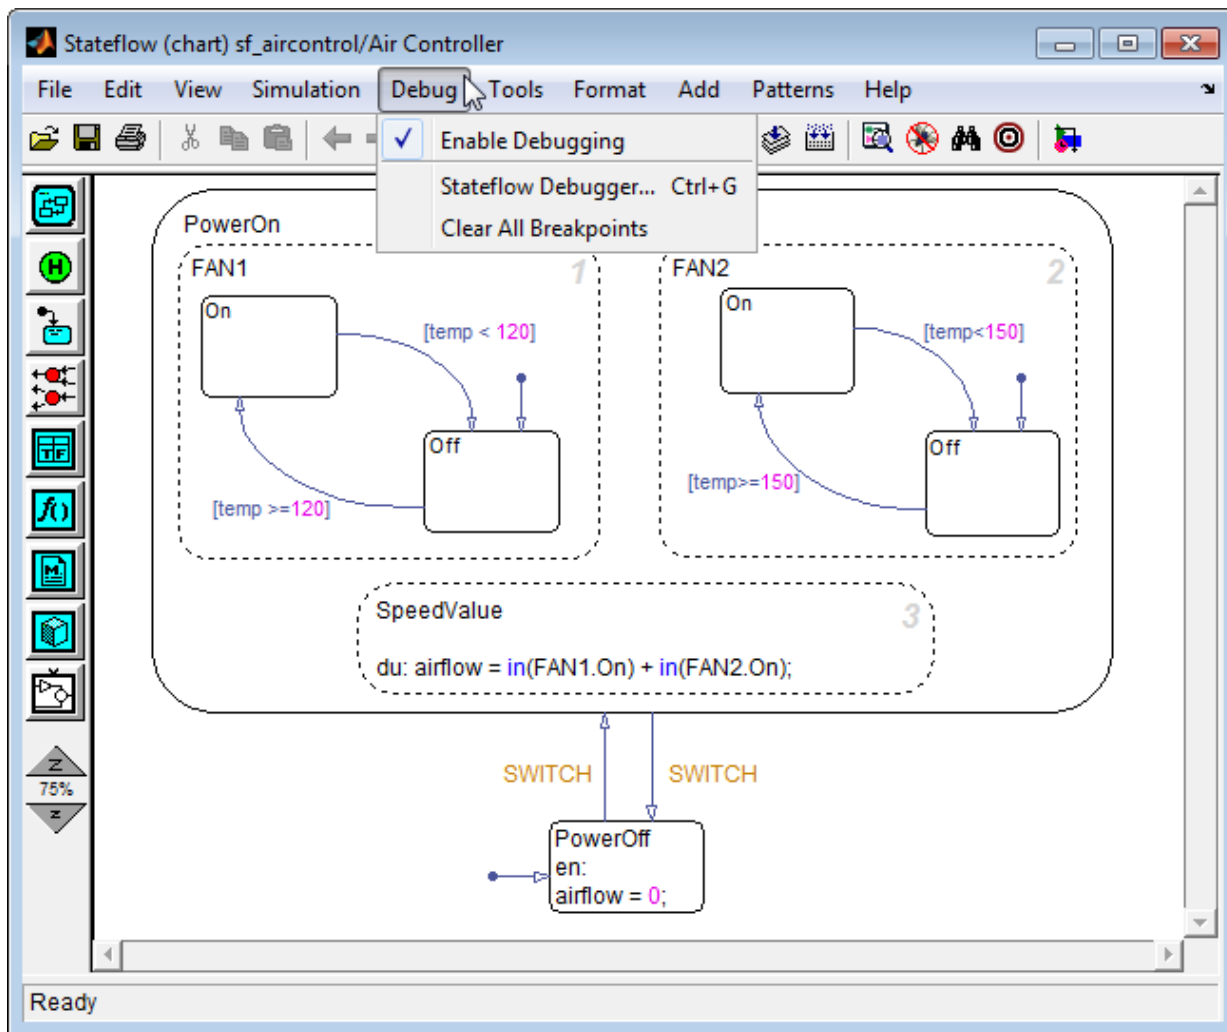 Stateflow (chart) sf_aircontrol/Air Controller
File Edit View Simulation Debug Tools Format Add Patterns Help
Enable Debugging
Stateflow Debugger... Ctrl+G
Clear All Breakpoints
PowerOn
FAN1 1
On
[temp < 120]
Off
[temp >=120]
FAN2 2
On
[temp<150]
Off
[temp>=150]
SpeedValue 3
du: airflow = in(FAN1.On) + in(FAN2.On);
SWITCH SWITCH
PowerOff
en:
airflow = 0;
H
TF
f()
M
Z
75%
z
Ready